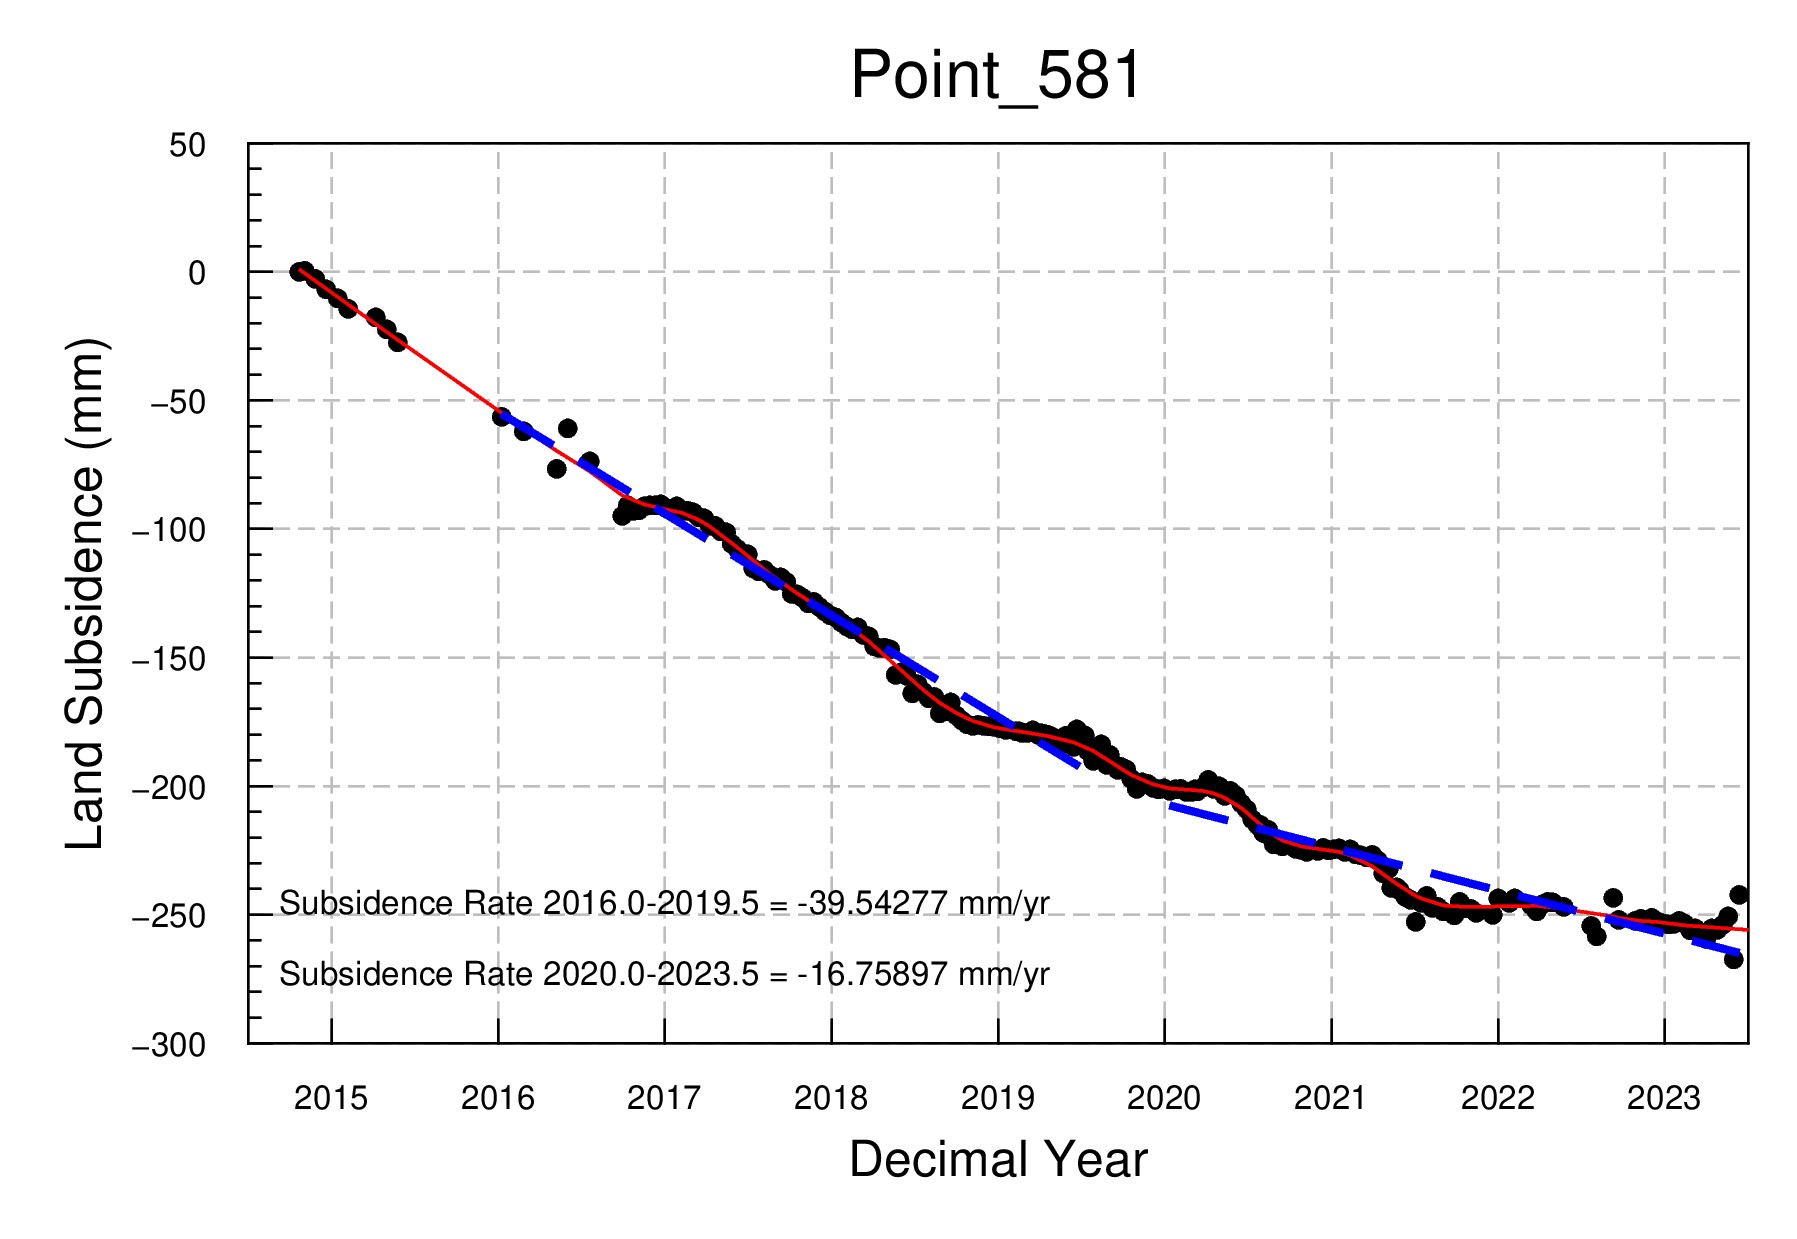 Point_581
50
0
−50
−100
−150
−200
−250
−300
Land Subsidence (mm)
Subsidence Rate 2016.0-2019.5 = -39.54277 mm/yr
Subsidence Rate 2020.0-2023.5 = -16.75897 mm/yr
2015 2016 2017 2018 2019 2020 2021 2022 2023
Decimal Year